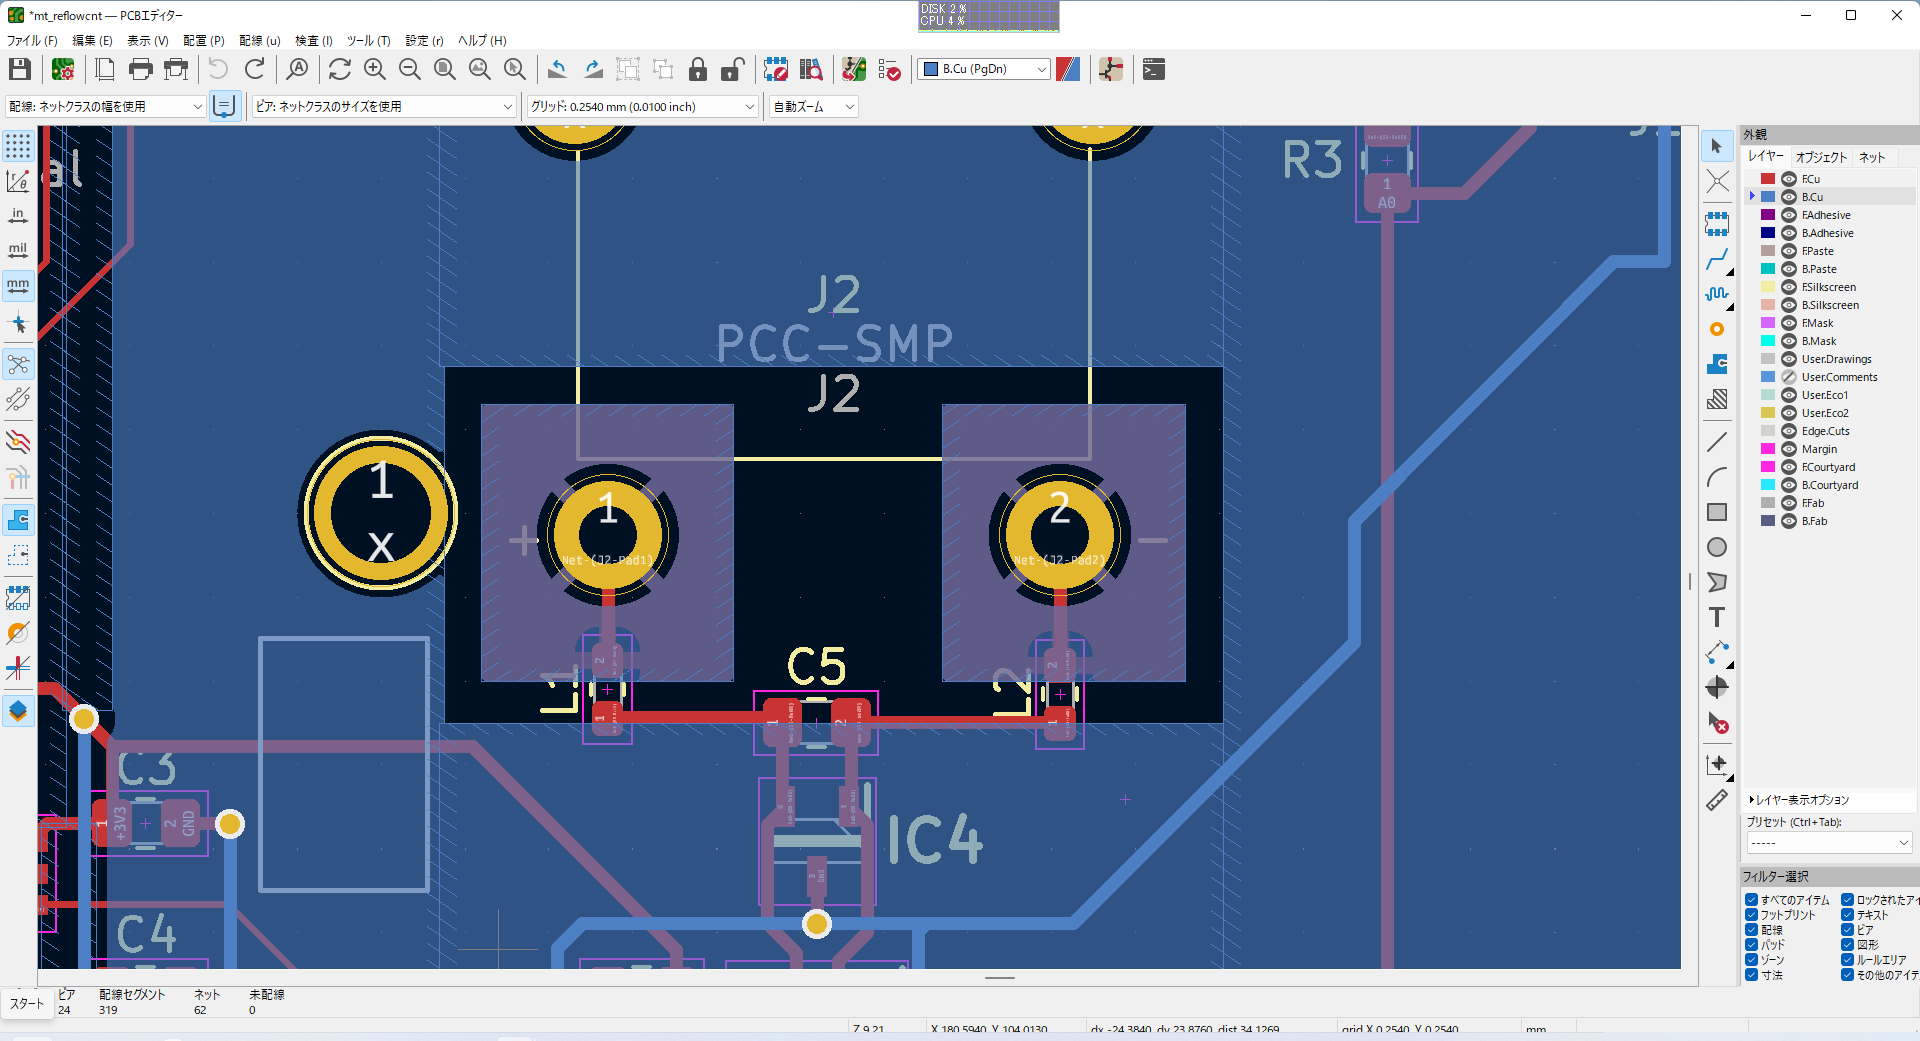 DISK 2 %
CPU 4 %
*mt_reflowcnt — PCBエディター
ファイル (F) 編集 (E) 表示 (V) 配置 (P) 配線 (u) 検査 (I) ツール (T) 設定 (r) ヘルプ (H)
B.Cu (PgDn)
配線: ネットクラスの幅を使用
ビア: ネットクラスのサイズを使用
グリッド: 0.2540 mm (0.0100 inch)
自動ズーム
in
mil
mm
al
R3
1
A0
J2
PCC-SMP
J2
1
x
+
1
Net-(J2-Pad1)
2
Net-(J2-Pad2)
C5
L1
2
1
L2
2
1
1
2
C3
1
+3V3
2
GND
IC4
C4
外観
レイヤー オブジェクト ネット
F.Cu
B.Cu
F.Adhesive
B.Adhesive
F.Paste
B.Paste
F.Silkscreen
B.Silkscreen
F.Mask
B.Mask
User.Drawings
User.Comments
User.Eco1
User.Eco2
Edge.Cuts
Margin
F.Courtyard
B.Courtyard
F.Fab
B.Fab
レイヤー表示オプション
プリセット (Ctrl+Tab):
-----
フィルター選択
すべてのアイテム ロックされたアイ
フットプリント テキスト
配線 ビア
パッド 図形
ゾーン ルールエリア
寸法 その他のアイテ
スタート
ビア 配線セグメント ネット 未配線
24 319 62 0
Z 9.21 X 180.5940 Y 104.0130 dx -24.3840 dy 23.8760 dist 34.1269 grid X 0.2540 Y 0.2540 mm